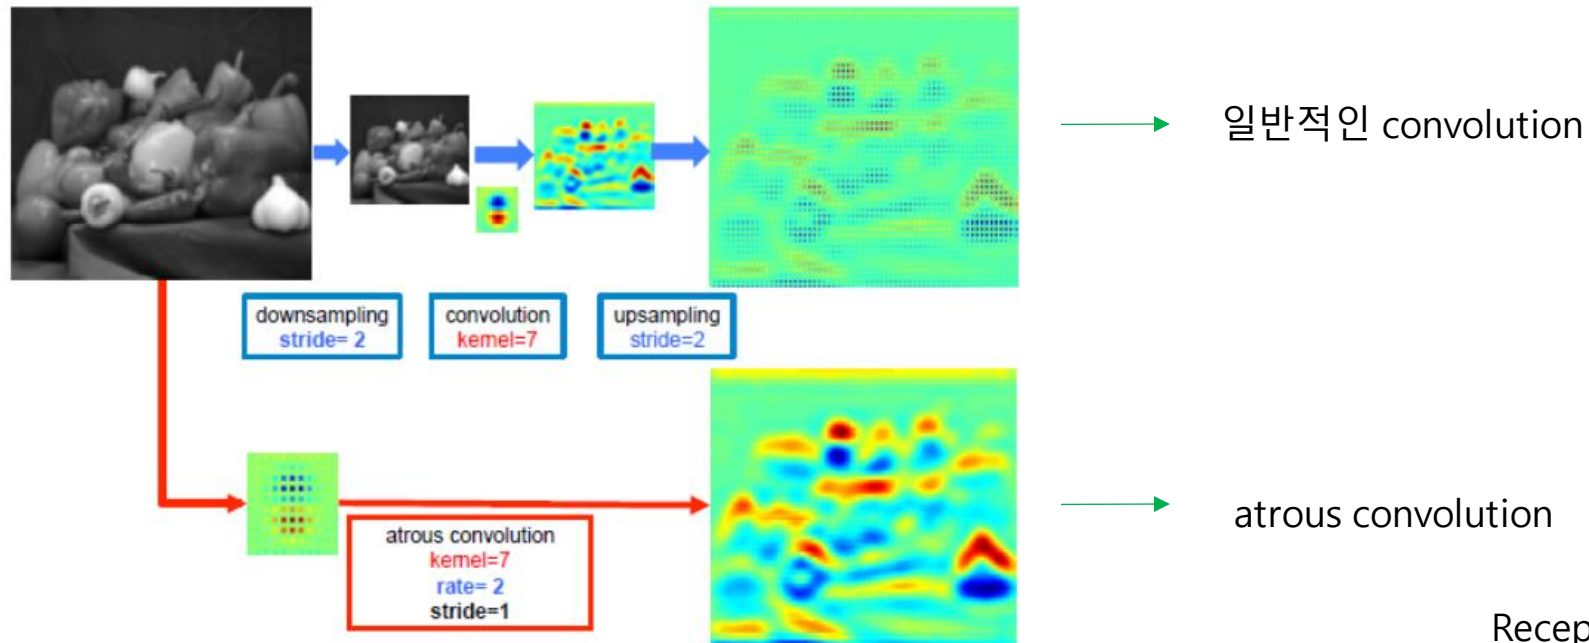 일반적인 convolution
downsampling
stride= 2
convolution
kernel=7
upsampling
stride=2
atrous convolution
kernel=7
rate= 2
stride=1
atrous convolution
Recep